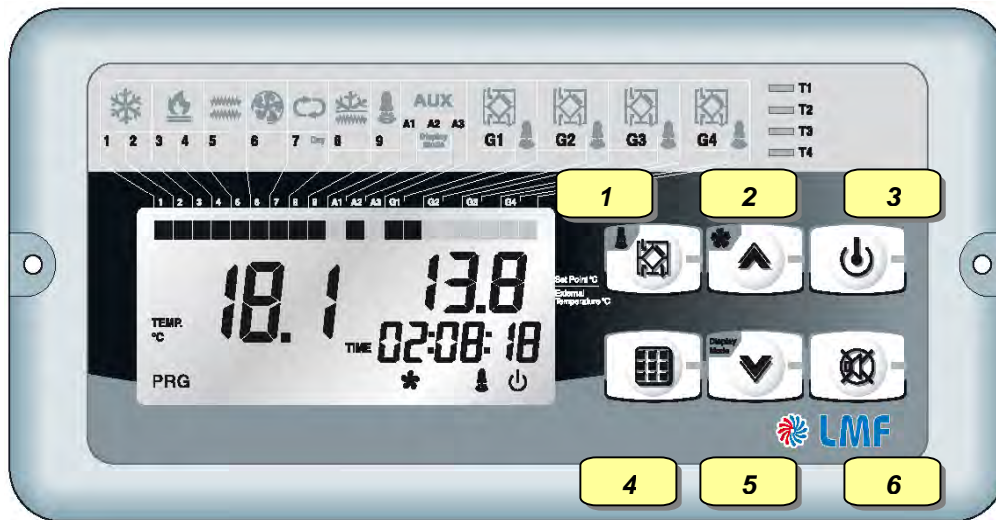 AUX
A1 A2 A3
Display
Mode
T1
T2
T3
T4
1 2 3 4 5 6 7 Dry 8 9
G1 G2 G3 G4
1 2 3 4 5 6 7 8 9 A1 A2 A3 G1 G2 G3 G4
1 2 3
18.1
13.8
Set Point °C
External
Temperature °C
TEMP.
°C
TIME 02:08:18
PRG
Display
Mode
LMF
4 5 6